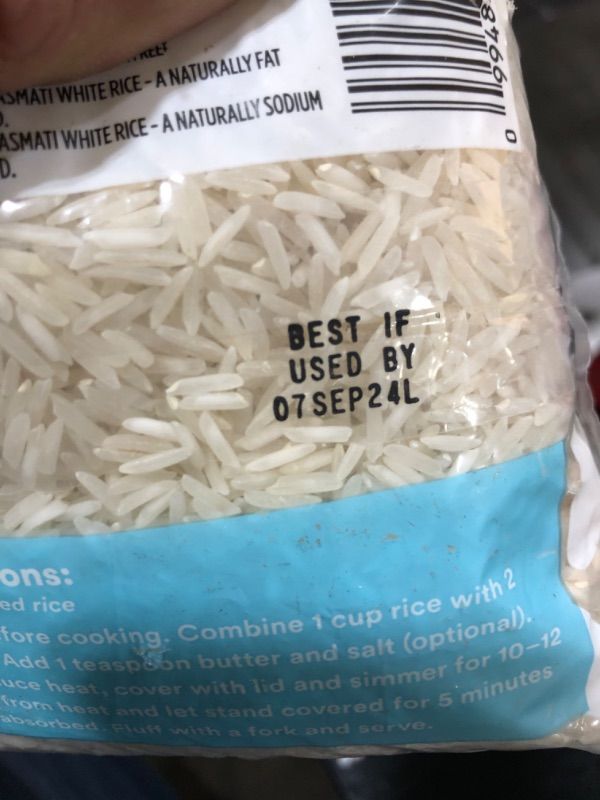 ASMATI WHITE RICE - A NATURALLY FAT
D.
ASMATI WHITE RICE - A NATURALLY SODIUM
D.
0 9948
BEST IF
USED BY
07SEP24L
ons:
ed rice
fore cooking. Combine 1 cup rice with 2
Add 1 teaspoon butter and salt (optional).
uce heat, cover with lid and simmer for 10–12
from heat and let stand covered for 5 minutes
absorbed. Fluff with a fork and serve.